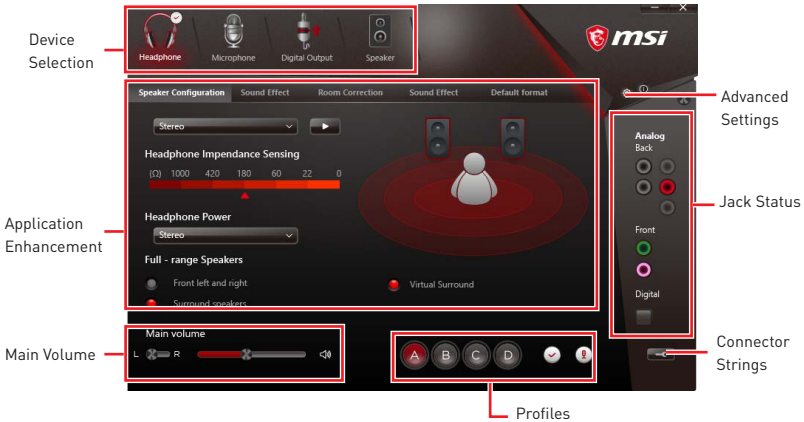 Device
Selection
Headphone
Microphone
Digital Output
Speaker
msi
Speaker Configuration
Sound Effect
Room Correction
Sound Effect
Default format
Advanced
Settings
Stereo
Headphone Impendance Sensing
(Ω) 1000 420 180 60 22 0
Headphone Power
Stereo
Full - range Speakers
Front left and right
Surround speakers
Virtual Surround
Application
Enhancement
Analog
Back
Front
Digital
Jack Status
Main volume
L R
Main Volume
A B C D
Profiles
Connector
Strings